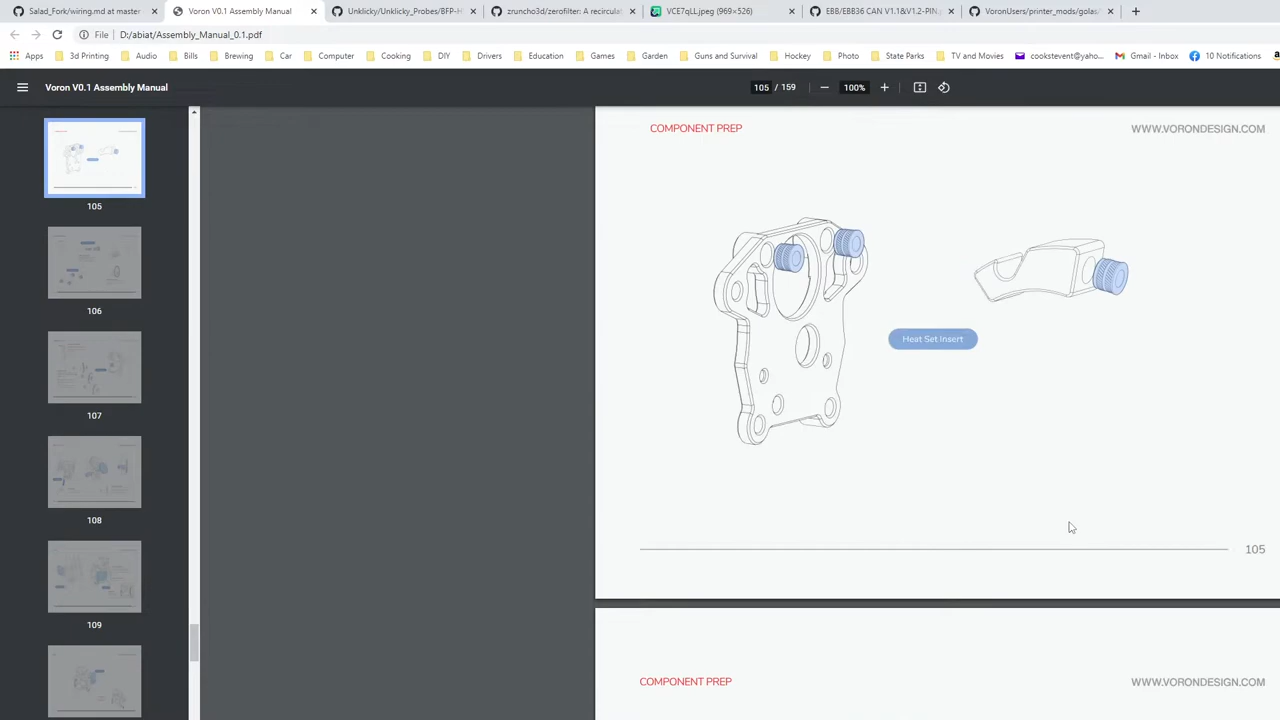 Salad_Fork/wiring.md at master
Voron V0.1 Assembly Manual
Unklicky/Unklicky_Probes/BFP-H
zruncho3d/zerofilter: A recirculat
VCE7qLL.jpeg (969×526)
EBB/EBB36 CAN V1.1&V1.2-PIN.p
VoronUsers/printer_mods/golas/
File
D:/abiat/Assembly_Manual_0.1.pdf
Apps
3d Printing
Audio
Bills
Brewing
Car
Computer
Cooking
DIY
Drivers
Education
Games
Garden
Guns and Survival
Hockey
Photo
State Parks
TV and Movies
cookstevent@yaho...
Gmail - Inbox
10 Notifications
Voron V0.1 Assembly Manual
105 / 159
100%
COMPONENT PREP
WWW.VORONDESIGN.COM
Heat Set Insert
105
COMPONENT PREP
WWW.VORONDESIGN.COM
105
106
107
108
109